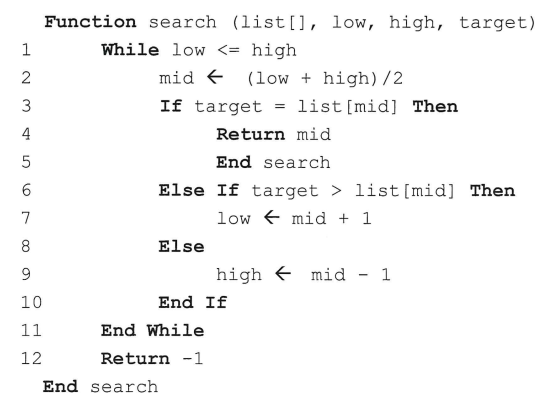 Function search (list[], low, high, target)
1 While low <= high
2 mid ← (low + high)/2
3 If target = list[mid] Then
4 Return mid
5 End search
6 Else If target > list[mid] Then
7 low ← mid + 1
8 Else
9 high ← mid - 1
10 End If
11 End While
12 Return -1
End search